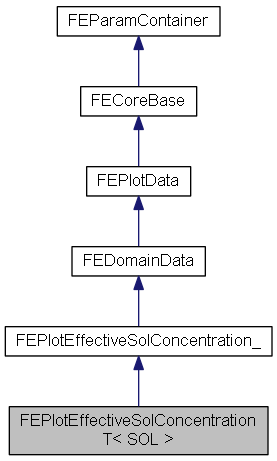 FEParamContainer
FECoreBase
FEPlotData
FEDomainData
FEPlotEffectiveSolConcentration_
FEPlotEffectiveSolConcentration
T< SOL >